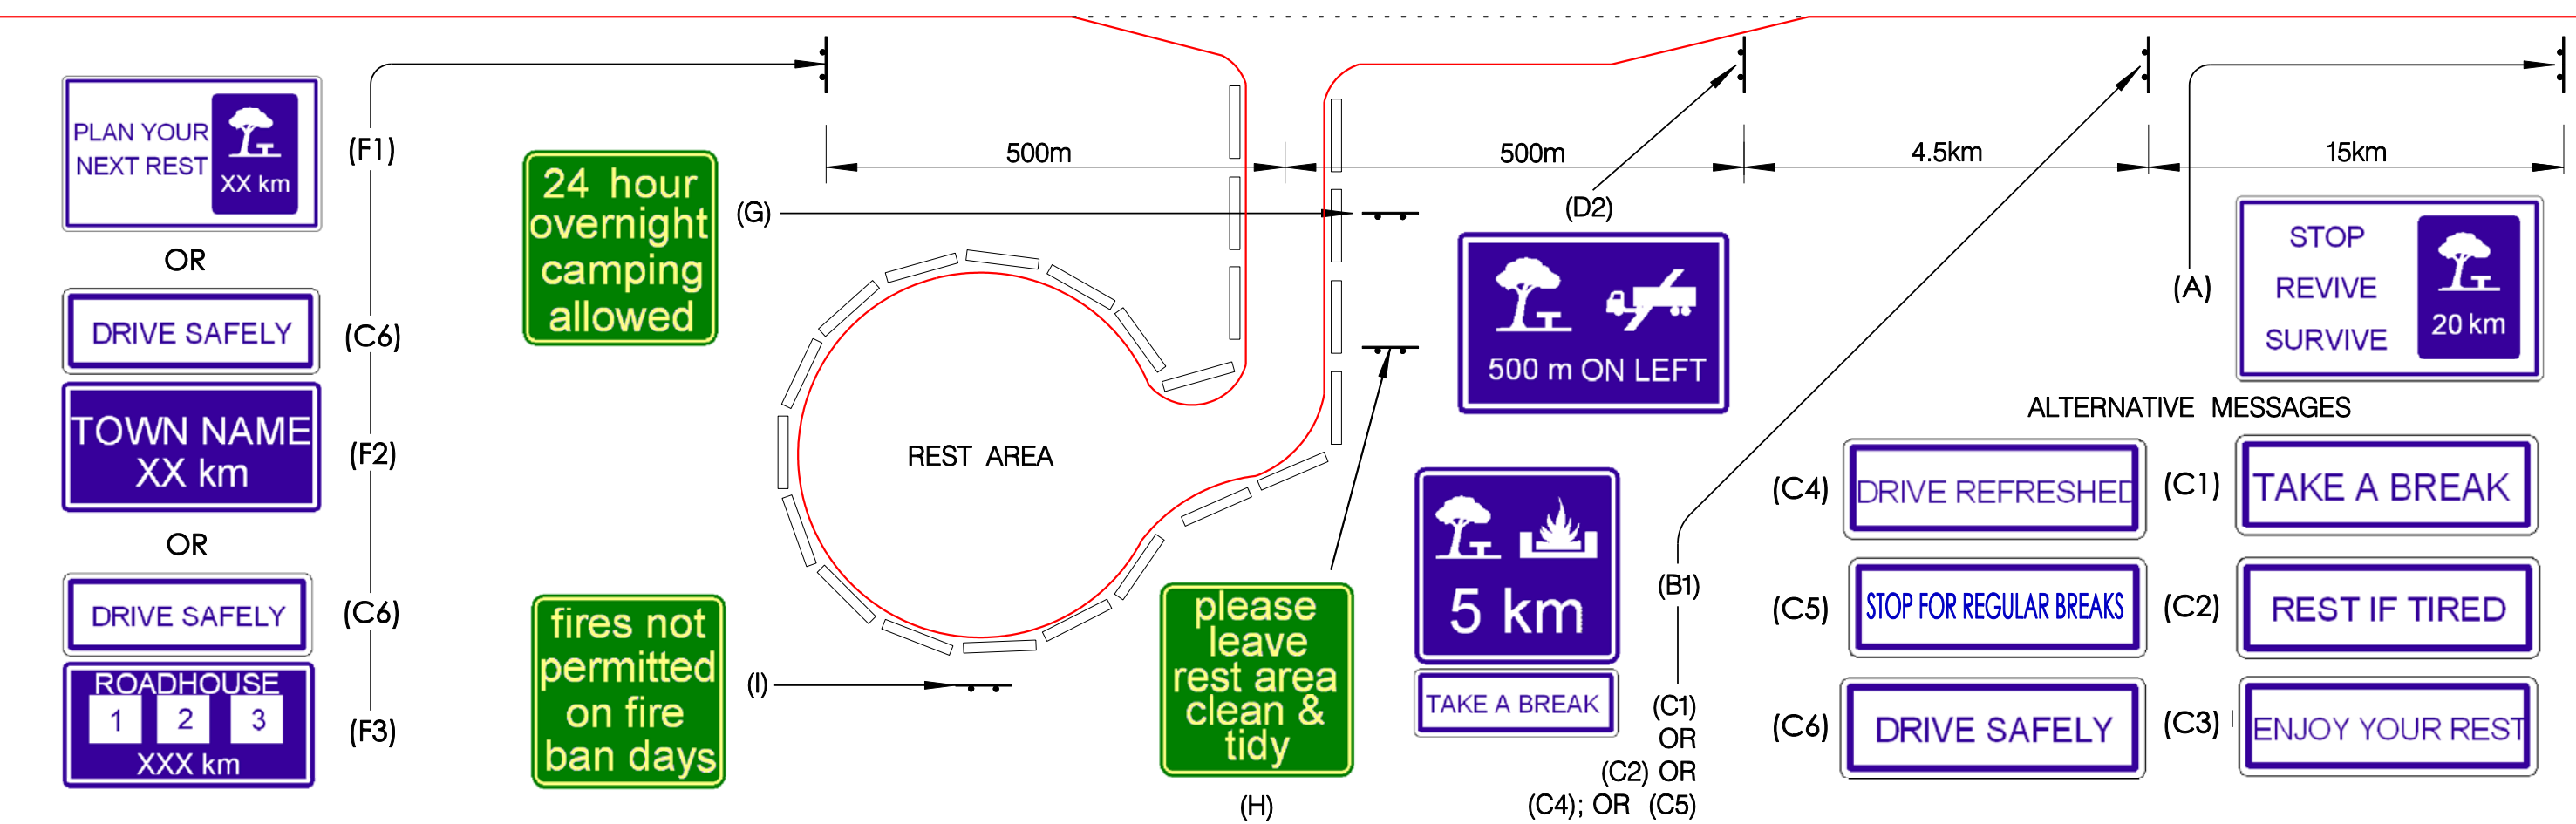 PLAN YOUR
NEXT REST
XX km
(F1)
OR
DRIVE SAFELY
(C6)
TOWN NAME
XX km
(F2)
OR
DRIVE SAFELY
(C6)
ROADHOUSE
1 2 3
XXX km
(F3)
24 hour
overnight
camping
allowed
(G)
fires not
permitted
on fire
ban days
(I)
REST AREA
500m
500m
4.5km
15km
please
leave
rest area
clean &
tidy
(H)
(D2)
500 m ON LEFT
5 km
TAKE A BREAK
(B1)
(C1)
OR
(C2) OR
(C4); OR (C5)
(A)
STOP
REVIVE
SURVIVE
20 km
ALTERNATIVE MESSAGES
(C4)
DRIVE REFRESHED
(C1)
TAKE A BREAK
(C5)
STOP FOR REGULAR BREAKS
(C2)
REST IF TIRED
(C6)
DRIVE SAFELY
(C3)
ENJOY YOUR REST